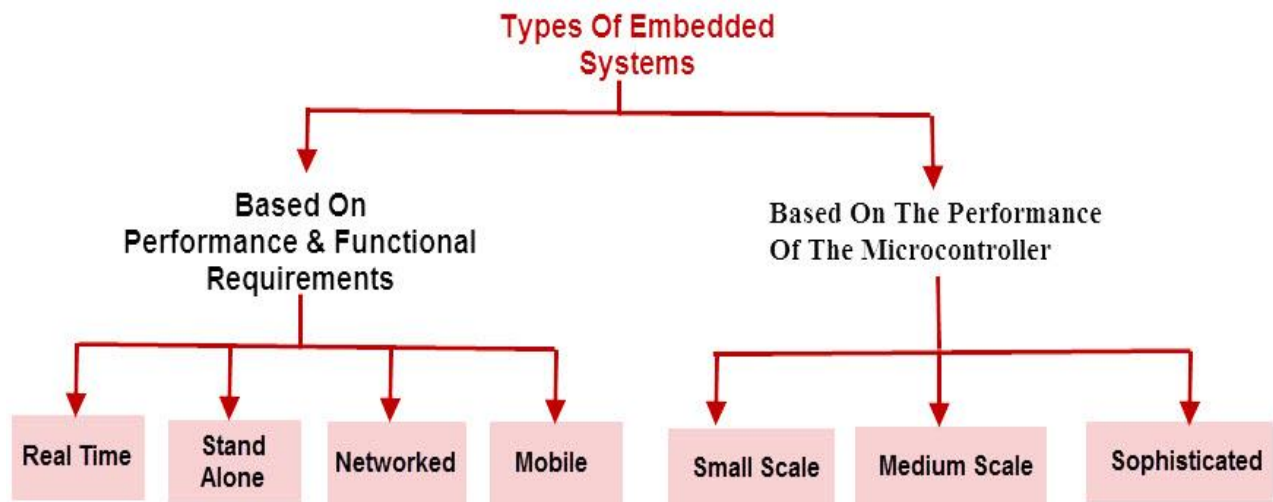 Types Of Embedded
Systems
Based On
Performance & Functional
Requirements
Based On The Performance
Of The Microcontroller
Real Time
Stand
Alone
Networked
Mobile
Small Scale
Medium Scale
Sophisticated